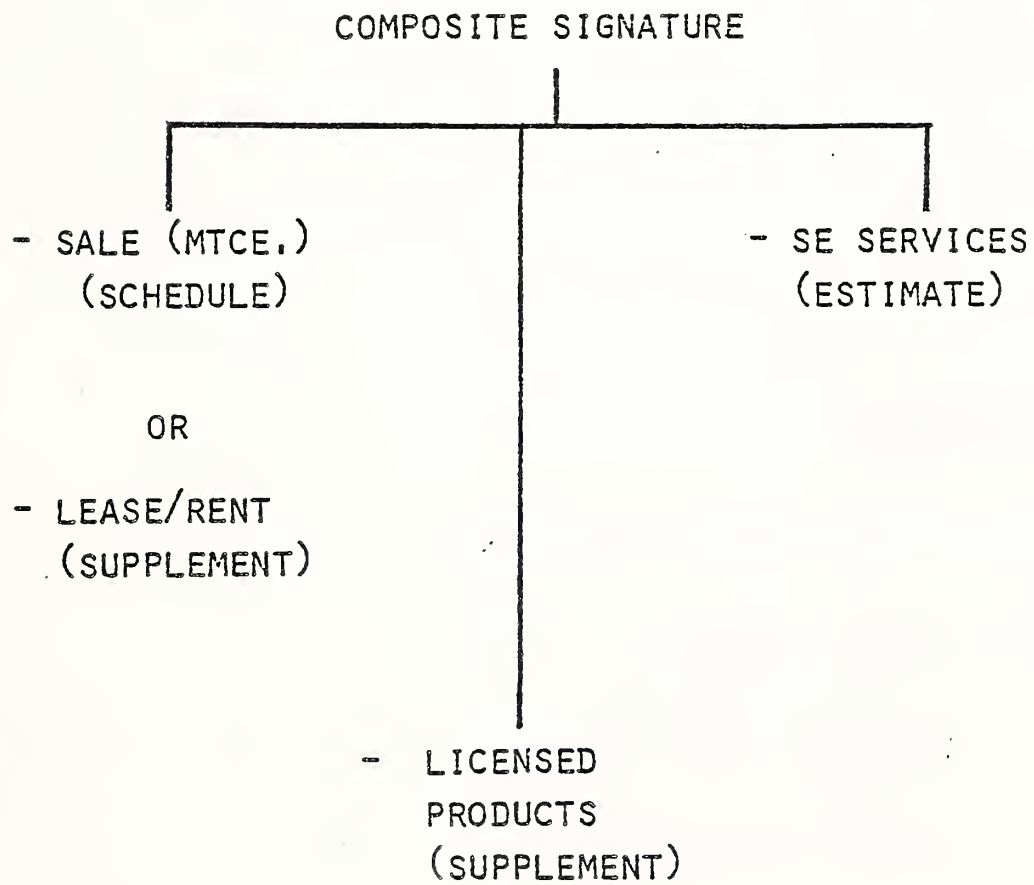 COMPOSITE SIGNATURE
- SALE (MTCE.)
(SCHEDULE)
OR
- LEASE/RENT
(SUPPLEMENT)
- SE SERVICES
(ESTIMATE)
- LICENSED
PRODUCTS
(SUPPLEMENT)